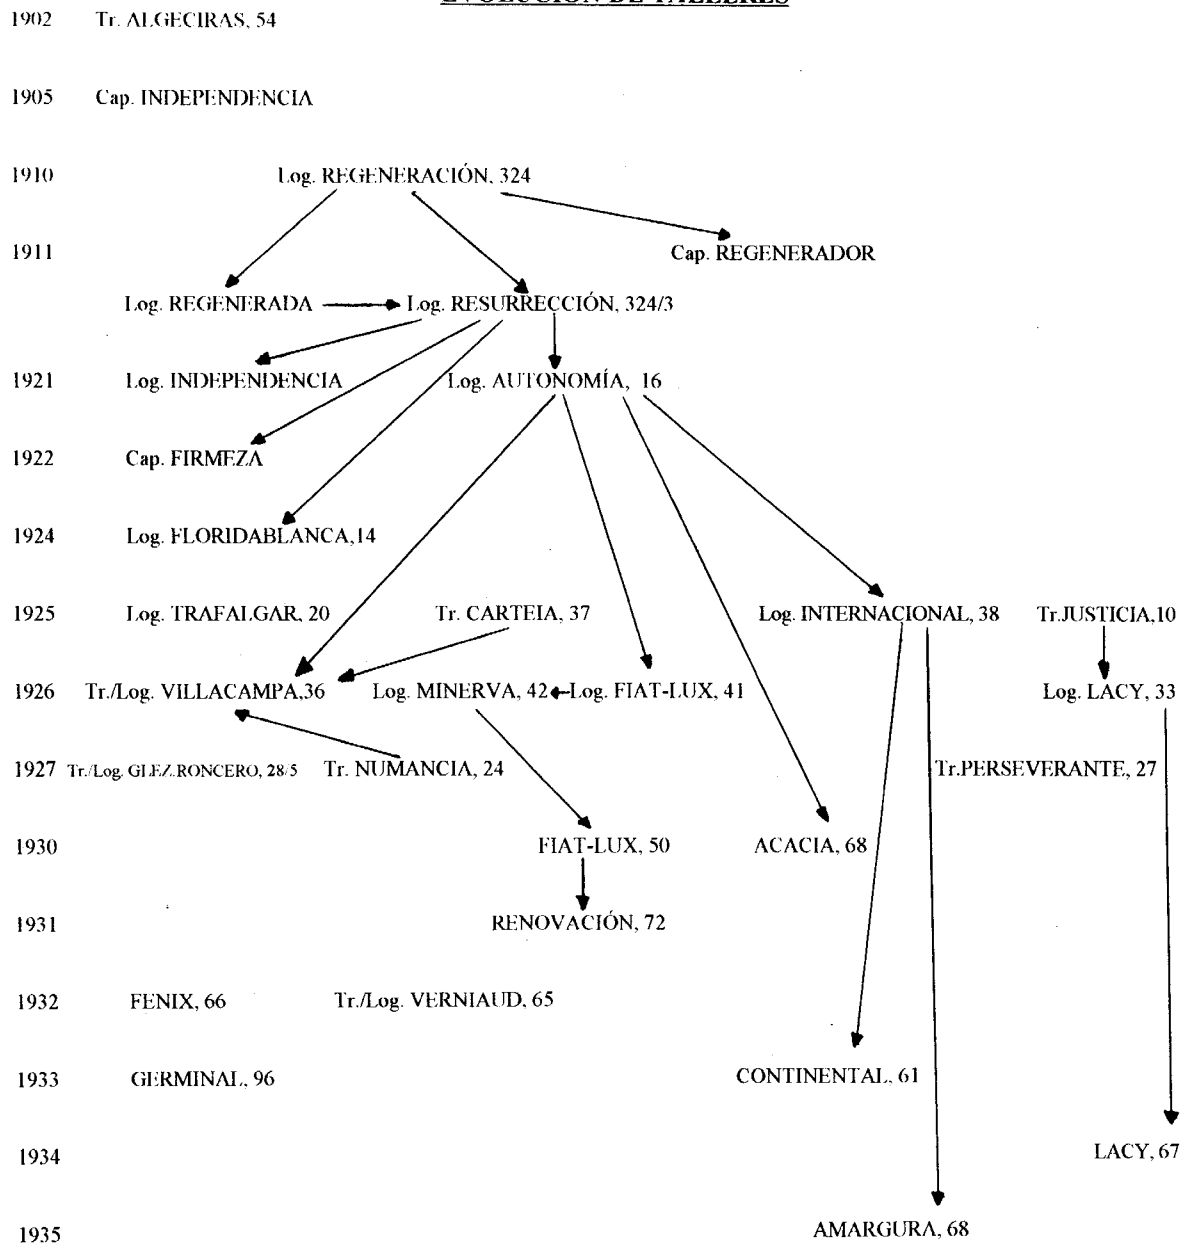 EVOLUCIÓN DE TALLERES
1902 Tr. ALGECIRAS, 54
1905 Cap. INDEPENDENCIA
1910 Log. REGENERACIÓN, 324
1911 Cap. REGENERADOR
Log. REGENERADA Log. RESURRECCIÓN, 324/3
1921 Log. INDEPENDENCIA Log. AUTONOMÍA, 16
1922 Cap. FIRMEZA
1924 Log. FLORIDABLANCA,14
1925 Log. TRAFALGAR, 20 Tr. CARTEIA, 37 Log. INTERNACIONAL, 38 Tr.JUSTICIA,10
1926 Tr./Log. VILLACAMPA,36 Log. MINERVA, 42 Log. FIAT-LUX, 41 Log. LACY, 33
1927 Tr./Log. GLEZ.RONCERO, 28/5 Tr. NUMANCIA, 24 Tr.PERSEVERANTE, 27
1930 FIAT-LUX, 50 ACACIA, 68
1931 RENOVACIÓN, 72
1932 FENIX, 66 Tr./Log. VERNIAUD, 65
1933 GERMINAL, 96 CONTINENTAL, 61
1934 LACY, 67
1935 AMARGURA, 68